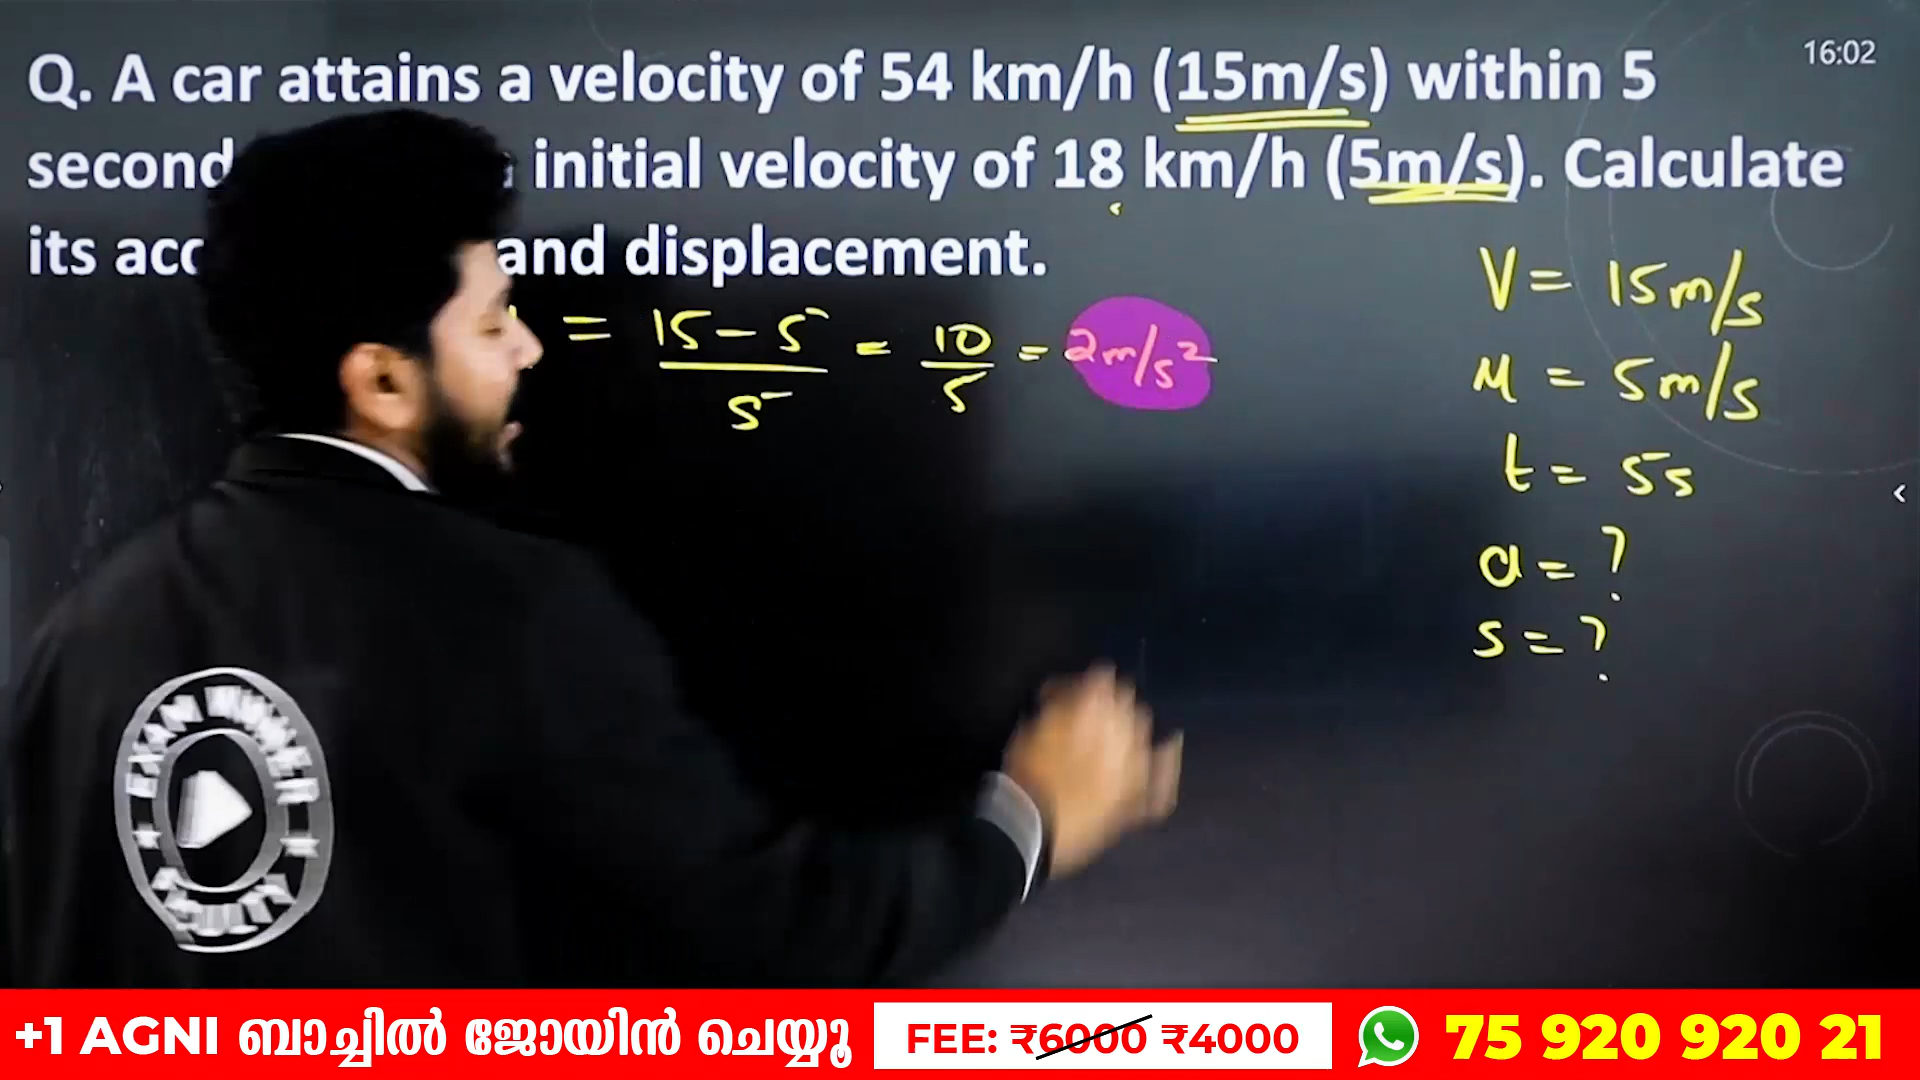 16:02
Q. A car attains a velocity of 54 km/h (15m/s) within 5
second initial velocity of 18 km/h (5m/s). Calculate
its acc and displacement.
= 15 - 5 / 5 = 10 / 5 = 2m/s²
V = 15m/s
u = 5m/s
t = 5s
a = ?
s = ?
EXAM WINNER
+1 AGNI ബാച്ചിൽ ജോയിൻ ചെയ്യൂ
FEE: ₹6000 ₹4000
75 920 920 21